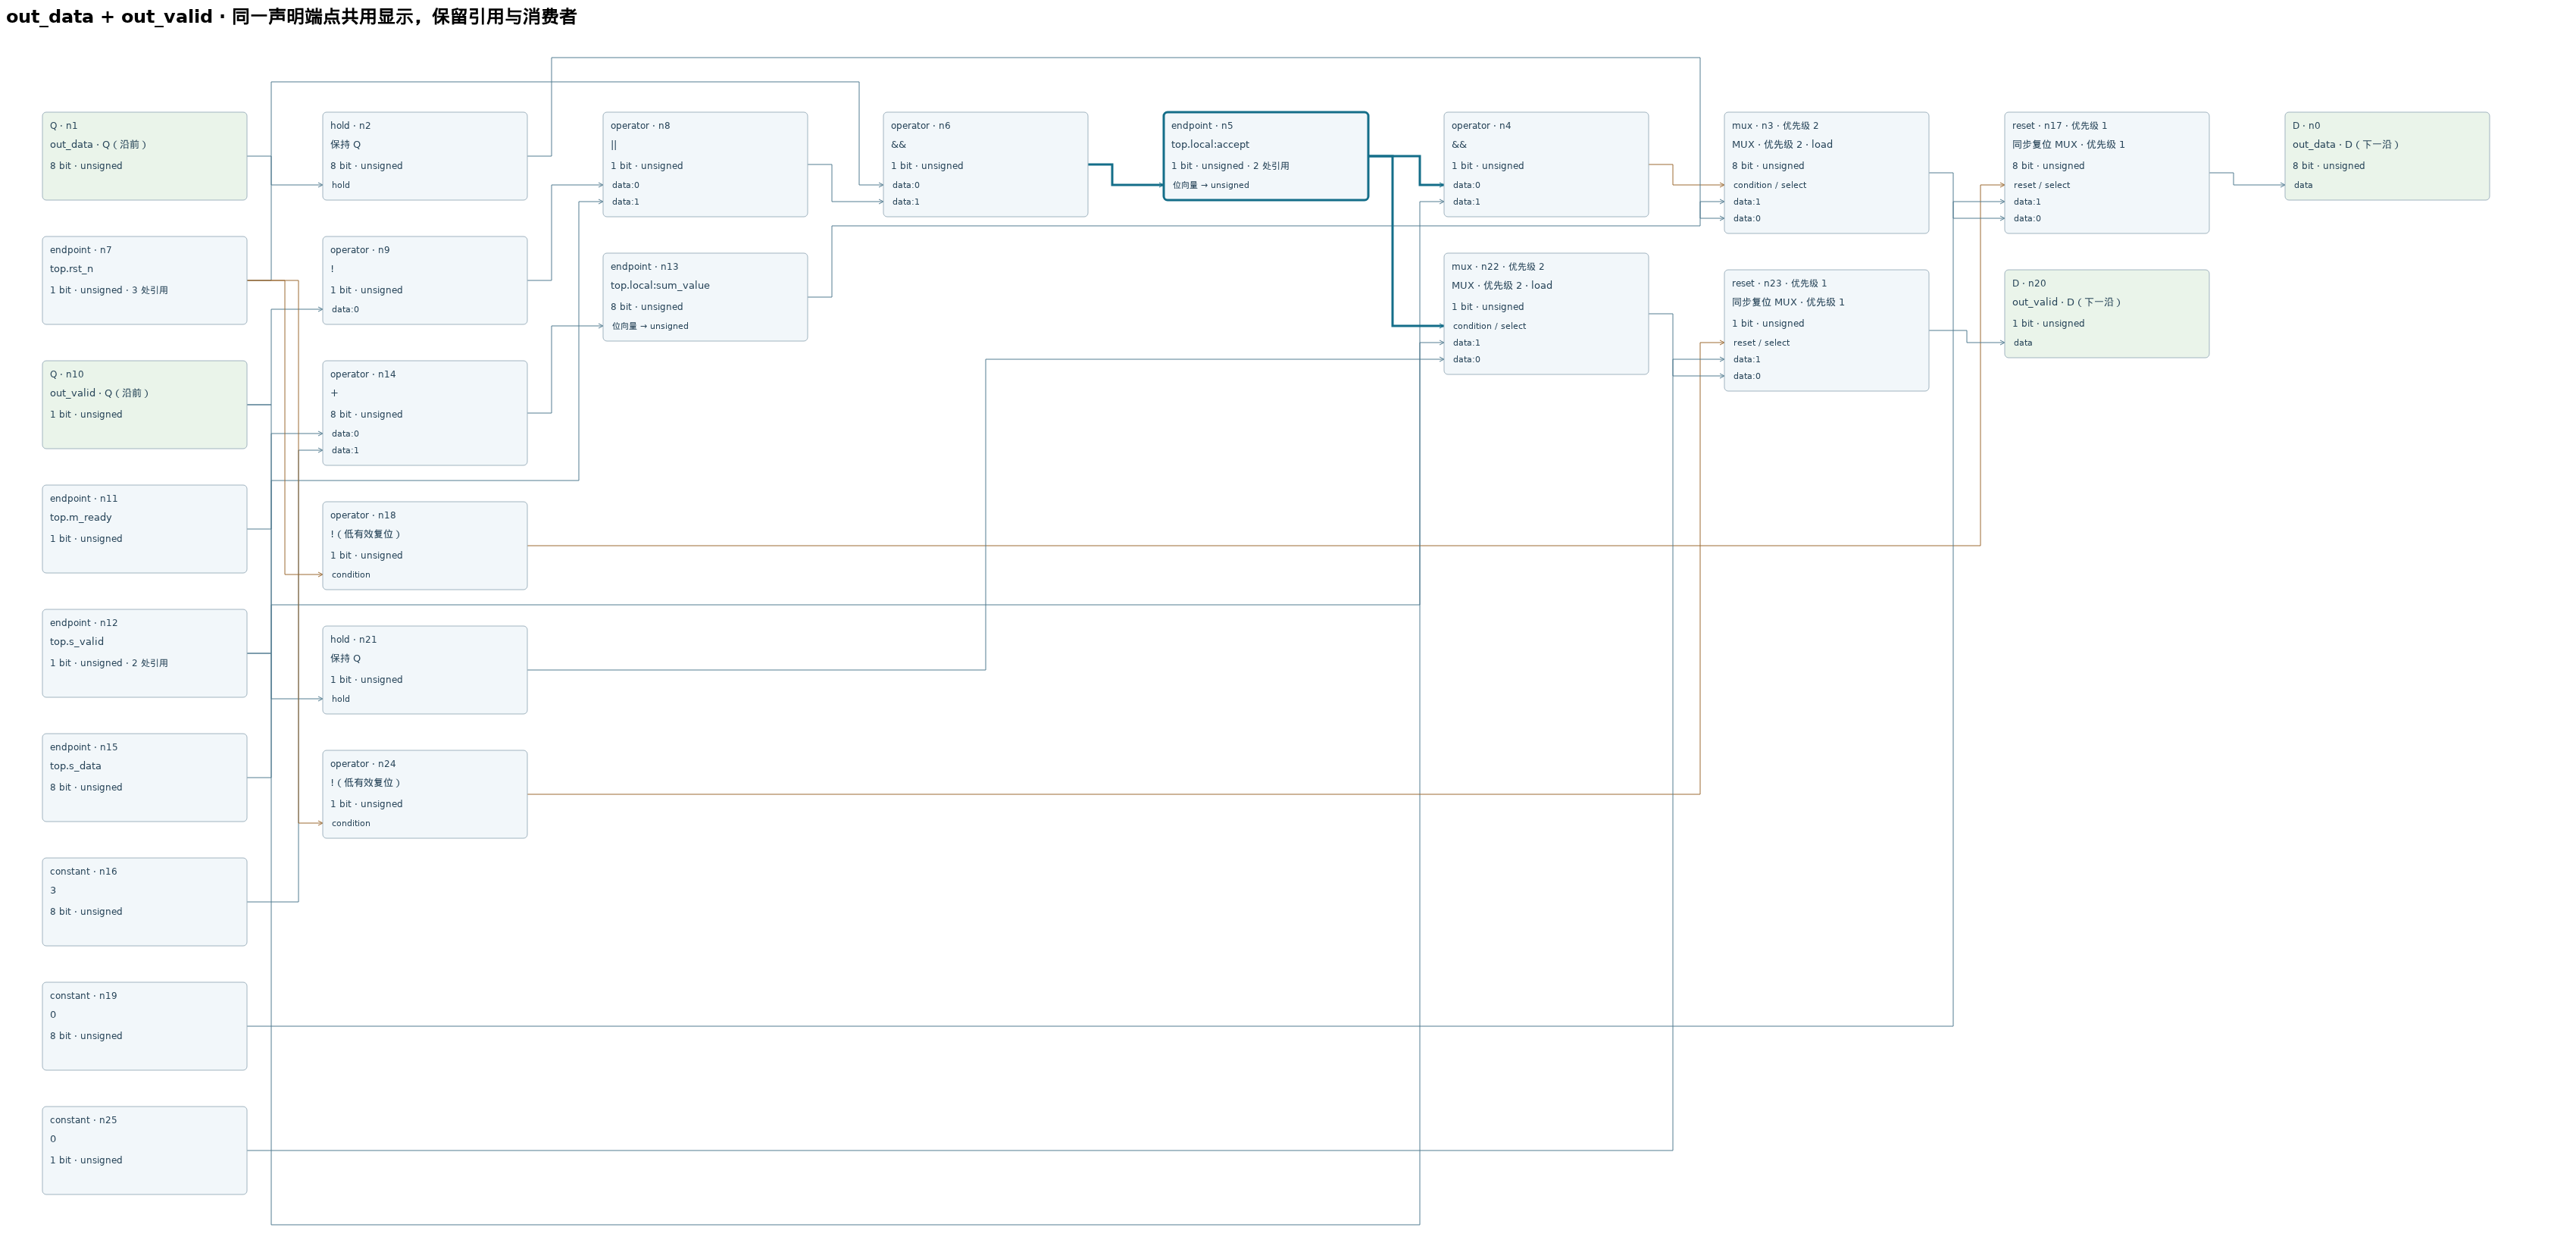 out_data + out_valid · 同一声明端点共用显示，保留引用与消费者
Q · n1
out_data · Q（沿前）
8 bit · unsigned
endpoint · n7
top.rst_n
1 bit · unsigned · 3 处引用
Q · n10
out_valid · Q（沿前）
1 bit · unsigned
endpoint · n11
top.m_ready
1 bit · unsigned
endpoint · n12
top.s_valid
1 bit · unsigned · 2 处引用
endpoint · n15
top.s_data
8 bit · unsigned
constant · n16
3
8 bit · unsigned
constant · n19
0
8 bit · unsigned
constant · n25
0
1 bit · unsigned
hold · n2
保持 Q
8 bit · unsigned
hold
operator · n9
!
1 bit · unsigned
data:0
operator · n14
+
8 bit · unsigned
data:0
data:1
operator · n18
!（低有效复位）
1 bit · unsigned
condition
hold · n21
保持 Q
1 bit · unsigned
hold
operator · n24
!（低有效复位）
1 bit · unsigned
condition
operator · n8
||
1 bit · unsigned
data:0
data:1
endpoint · n13
top.local:sum_value
8 bit · unsigned
位向量 → unsigned
operator · n6
&&
1 bit · unsigned
data:0
data:1
endpoint · n5
top.local:accept
1 bit · unsigned · 2 处引用
位向量 → unsigned
operator · n4
&&
1 bit · unsigned
data:0
data:1
mux · n22 · 优先级 2
MUX · 优先级 2 · load
1 bit · unsigned
condition / select
data:1
data:0
mux · n3 · 优先级 2
MUX · 优先级 2 · load
8 bit · unsigned
condition / select
data:1
data:0
reset · n23 · 优先级 1
同步复位 MUX · 优先级 1
1 bit · unsigned
reset / select
data:1
data:0
reset · n17 · 优先级 1
同步复位 MUX · 优先级 1
8 bit · unsigned
reset / select
data:1
data:0
D · n20
out_valid · D（下一沿）
1 bit · unsigned
data
D · n0
out_data · D（下一沿）
8 bit · unsigned
data